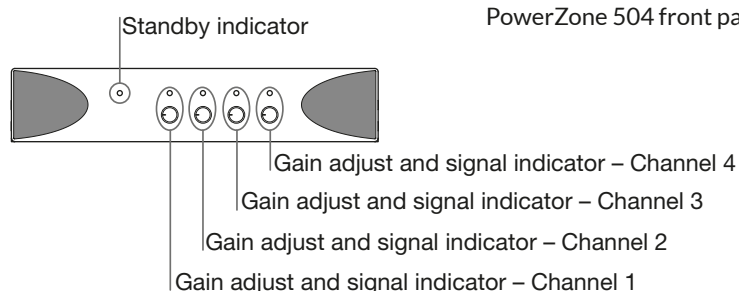 PowerZone 504 front
Standby indicator
Gain adjust and signal indicator – Channel 4
Gain adjust and signal indicator – Channel 3
Gain adjust and signal indicator – Channel 2
Gain adjust and signal indicator – Channel 1